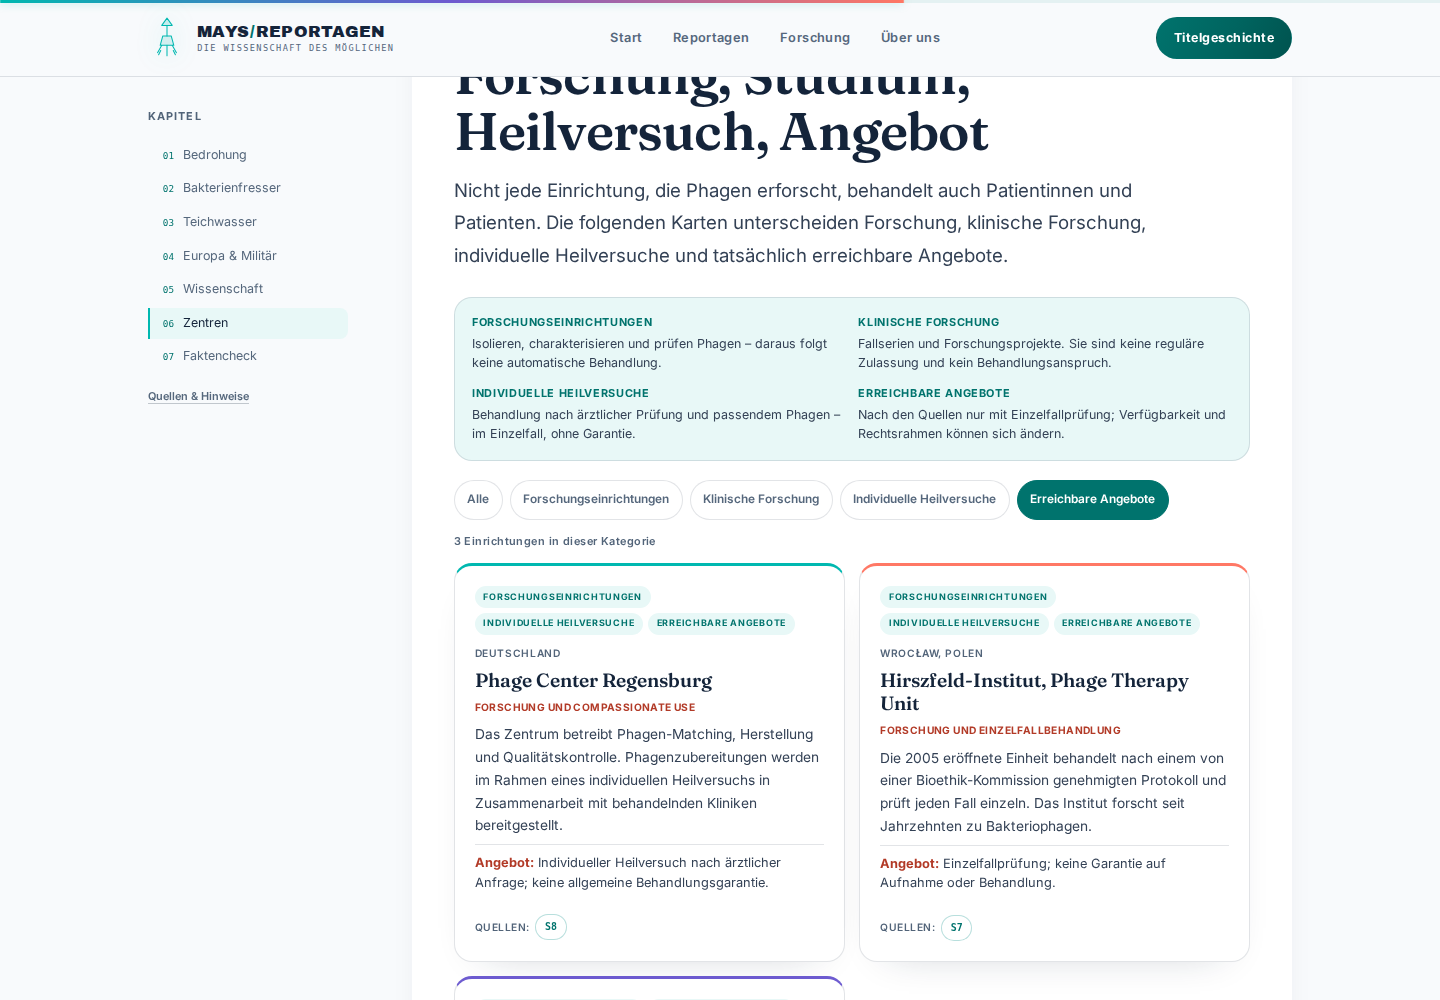 MAYS/REPORTAGEN
DIE WISSENSCHAFT DES MÖGLICHEN
Start
Reportagen
Forschung
Über uns
Titelgeschichte
KAPITEL
01 Bedrohung
02 Bakterienfresser
03 Teichwasser
04 Europa & Militär
05 Wissenschaft
06 Zentren
07 Faktencheck
Quellen & Hinweise
Forschung, Studium,
Heilversuch, Angebot
Nicht jede Einrichtung, die Phagen erforscht, behandelt auch Patientinnen und
Patienten. Die folgenden Karten unterscheiden Forschung, klinische Forschung,
individuelle Heilversuche und tatsächlich erreichbare Angebote.
FORSCHUNGSEINRICHTUNGEN
Isolieren, charakterisieren und prüfen Phagen – daraus folgt
keine automatische Behandlung.
KLINISCHE FORSCHUNG
Fallserien und Forschungsprojekte. Sie sind keine reguläre
Zulassung und kein Behandlungsanspruch.
INDIVIDUELLE HEILVERSUCHE
Behandlung nach ärztlicher Prüfung und passendem Phagen –
im Einzelfall, ohne Garantie.
ERREICHBARE ANGEBOTE
Nach den Quellen nur mit Einzelfallprüfung; Verfügbarkeit und
Rechtsrahmen können sich ändern.
Alle
Forschungseinrichtungen
Klinische Forschung
Individuelle Heilversuche
Erreichbare Angebote
3 Einrichtungen in dieser Kategorie
FORSCHUNGSEINRICHTUNGEN
INDIVIDUELLE HEILVERSUCHE
ERREICHBARE ANGEBOTE
DEUTSCHLAND
Phage Center Regensburg
FORSCHUNG UND COMPASSIONATE USE
Das Zentrum betreibt Phagen-Matching, Herstellung
und Qualitätskontrolle. Phagenzubereitungen werden
im Rahmen eines individuellen Heilversuchs in
Zusammenarbeit mit behandelnden Kliniken
bereitgestellt.
Angebot: Individueller Heilversuch nach ärztlicher
Anfrage; keine allgemeine Behandlungsgarantie.
QUELLEN: S8
FORSCHUNGSEINRICHTUNGEN
INDIVIDUELLE HEILVERSUCHE
ERREICHBARE ANGEBOTE
WROCŁAW, POLEN
Hirszfeld-Institut, Phage Therapy
Unit
FORSCHUNG UND EINZELFALLBEHANDLUNG
Die 2005 eröffnete Einheit behandelt nach einem von
einer Bioethik-Kommission genehmigten Protokoll und
prüft jeden Fall einzeln. Das Institut forscht seit
Jahrzehnten zu Bakteriophagen.
Angebot: Einzelfallprüfung; keine Garantie auf
Aufnahme oder Behandlung.
QUELLEN: S7